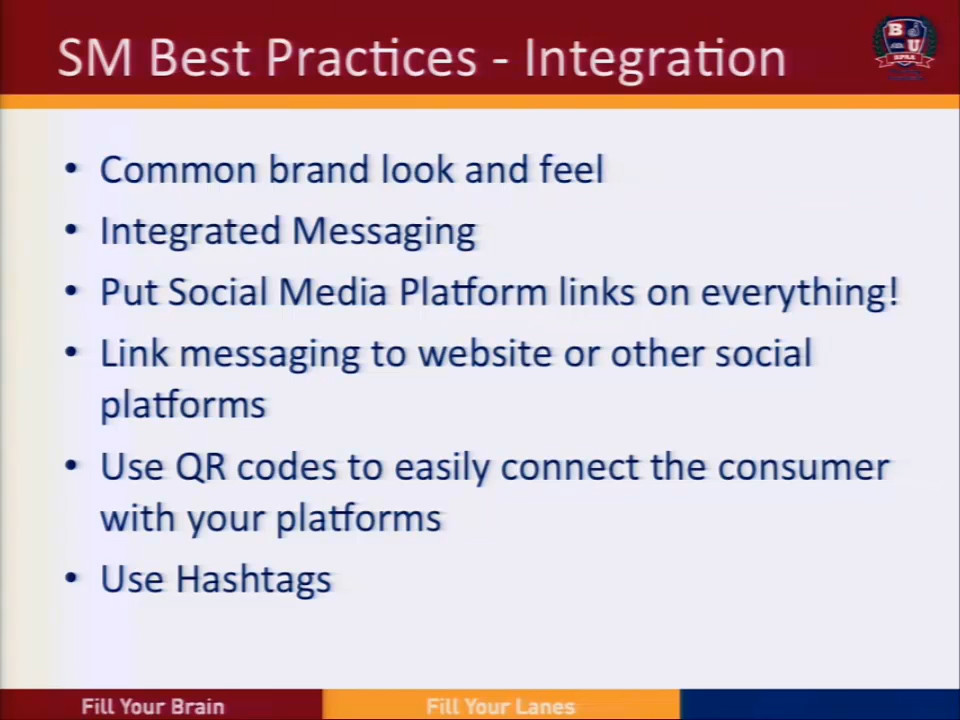 SM Best Practices - Integration
B
U
• Common brand look and feel
• Integrated Messaging
• Put Social Media Platform links on everything!
• Link messaging to website or other social
platforms
• Use QR codes to easily connect the consumer
with your platforms
• Use Hashtags
Fill Your Brain
Fill Your Lanes